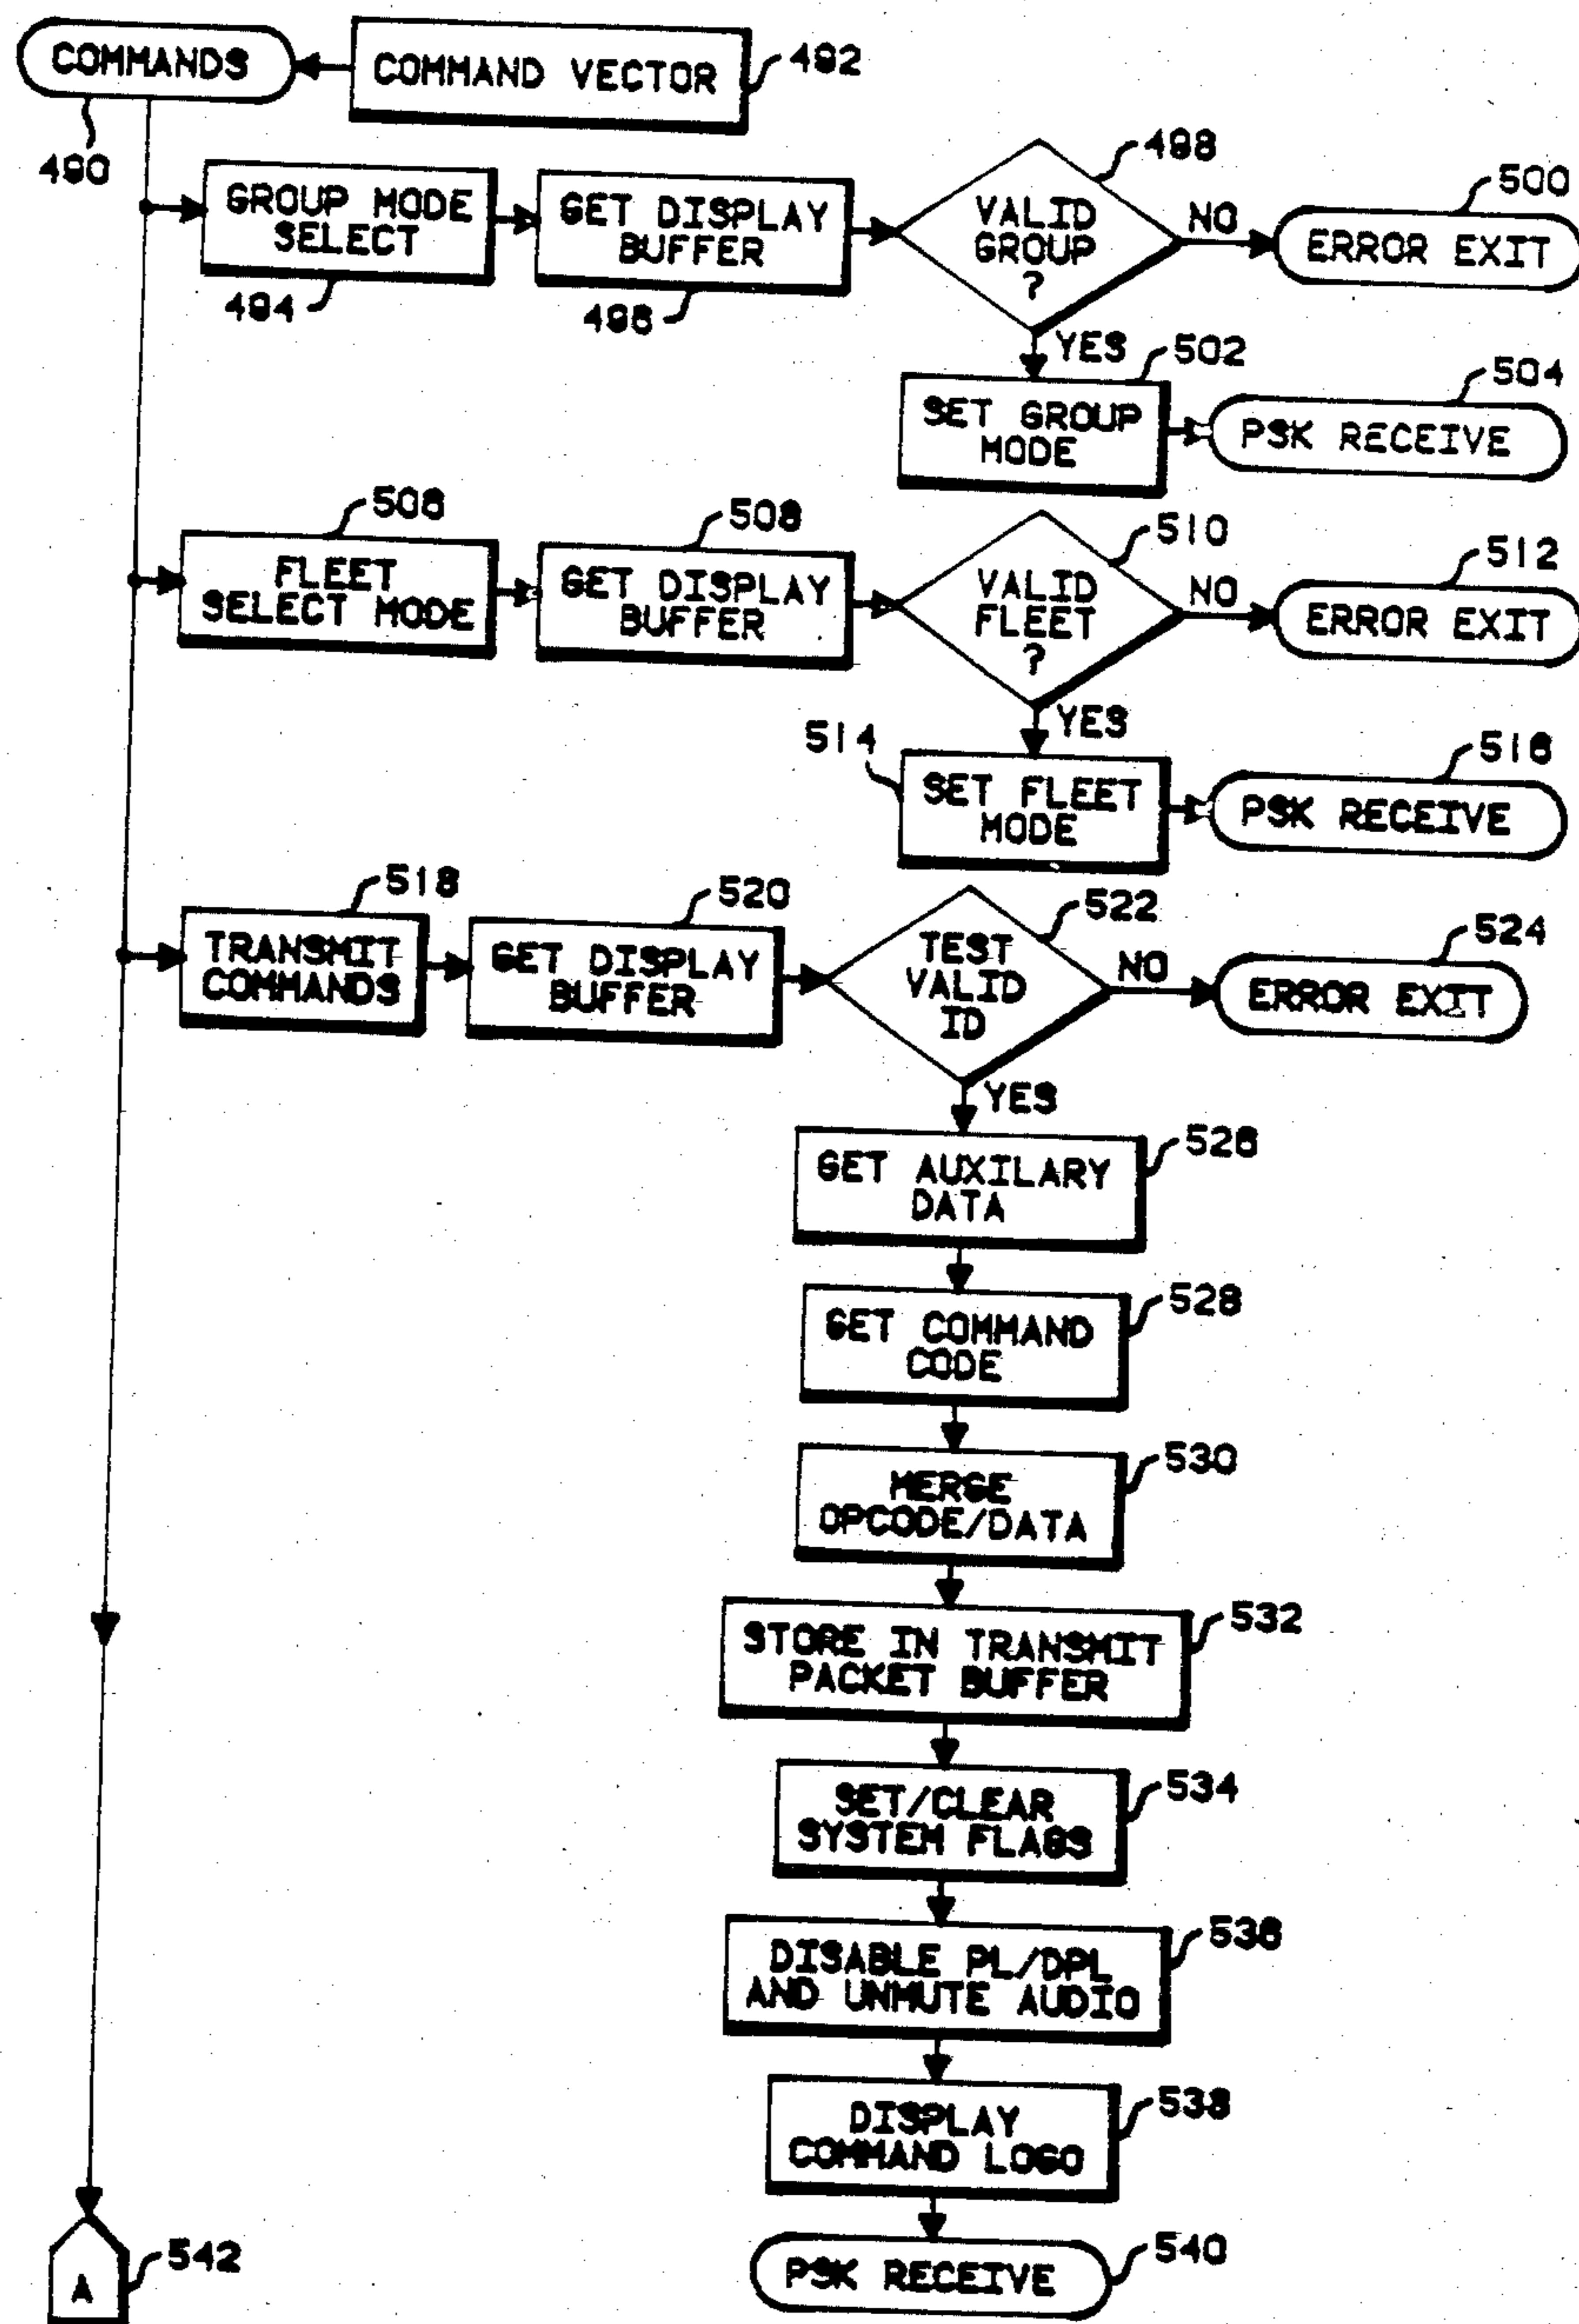 COMMANDS
COMMAND VECTOR
492
490
498
500
GROUP MODE
SELECT
GET DISPLAY
BUFFER
VALID
GROUP
?
NO
ERROR EXIT
494
496
YES
502
504
SET GROUP
MODE
PSK RECEIVE
506
508
510
512
FLEET
SELECT MODE
GET DISPLAY
BUFFER
VALID
FLEET
?
NO
ERROR EXIT
YES
514
516
SET FLEET
MODE
PSK RECEIVE
518
520
522
524
TRANSMIT
COMMANDS
GET DISPLAY
BUFFER
TEST
VALID
ID
NO
ERROR EXIT
YES
526
GET AUXILARY
DATA
528
GET COMMAND
CODE
530
MERGE
OPCODE/DATA
532
STORE IN TRANSMIT
PACKET BUFFER
534
SET/CLEAR
SYSTEM FLAGS
536
DISABLE PL/DPL
AND UNMUTE AUDIO
538
DISPLAY
COMMAND LOGO
540
PSK RECEIVE
542
A